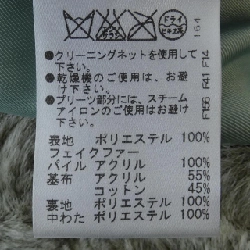 ドライ
164
●クリーニングネットを使用して
下さい。
●乾燥機のご使用は、お避
け下さい。
●プリーツ部分には、スチーム
アイロンのご使用はお避け
下さい。
表地 ポリエステル 100%
フェイクファー
パイル アクリル 100%
基布 アクリル 55%
コットン 45%
裏地 ポリエステル 100%
中わた ポリエステル 100%